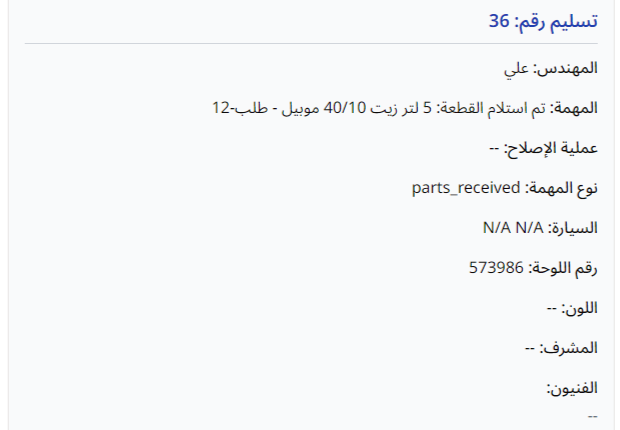 تسليم رقم: 36
المهندس: علي
المهمة: تم استلام القطعة: 5 لتر زيت 40/10 موبيل - طلب-12
عملية الإصلاح: --
نوع المهمة: parts_received
السيارة: N/A N/A
رقم اللوحة: 573986
اللون: --
المشرف: --
الفنيون:
--